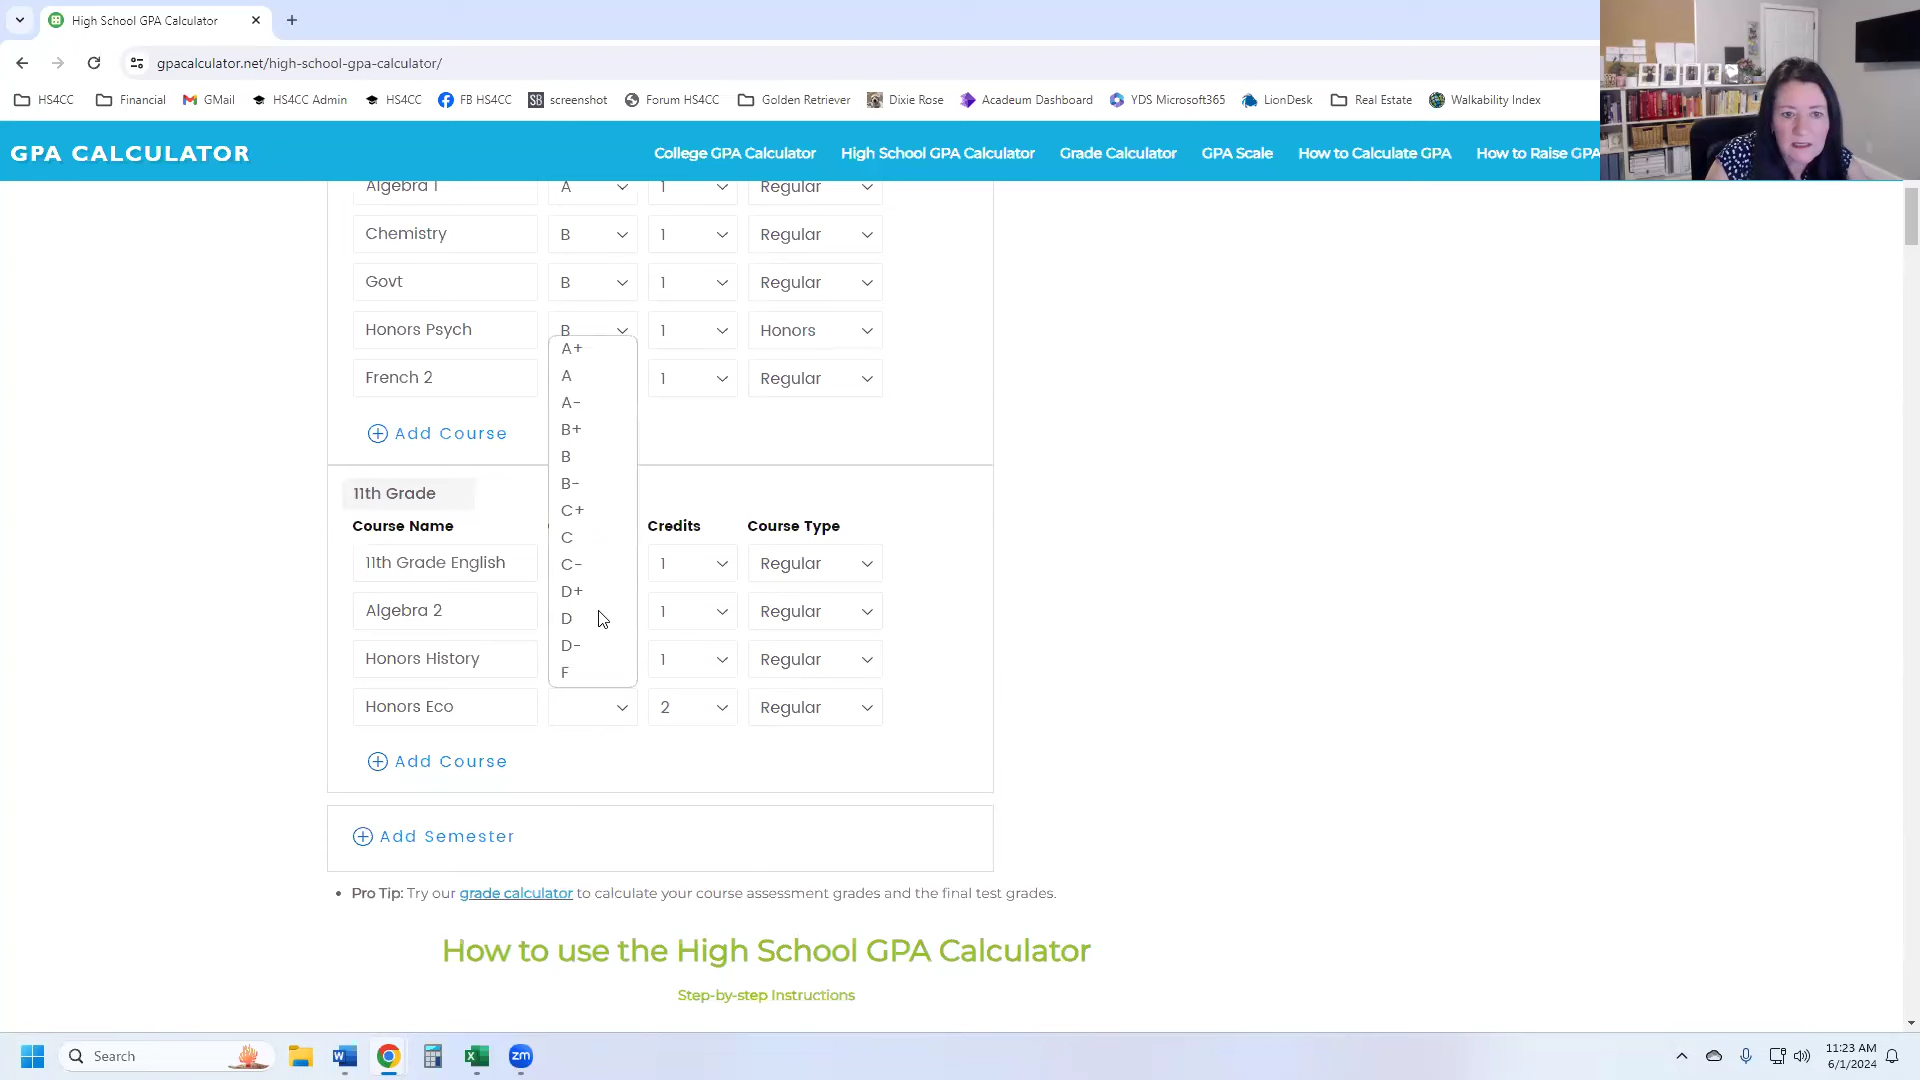 High School GPA Calculator
gpacalculator.net/high-school-gpa-calculator/
HS4CC Financial GMail HS4CC Admin HS4CC FB HS4CC SB screenshot Forum HS4CC Golden Retriever Dixie Rose Acadeum Dashboard YDS Microsoft365 LionDesk Real Estate Walkability Index
GPA CALCULATOR College GPA Calculator High School GPA Calculator Grade Calculator GPA Scale How to Calculate GPA How to Raise GPA
Algebra 1 A 1 Regular
Chemistry B 1 Regular
Govt B 1 Regular
Honors Psych B 1 Honors
A+
A
French 2 1 Regular
A-
B+
Add Course
B
B-
11th Grade
C+
Course Name Credits Course Type
C
11th Grade English 1 Regular
C-
D+
Algebra 2 1 Regular
D
D-
Honors History 1 Regular
F
Honors Eco 2 Regular
Add Course
Add Semester
• Pro Tip: Try our grade calculator to calculate your course assessment grades and the final test grades.
How to use the High School GPA Calculator
Step-by-step Instructions
Search
zm
11:23 AM
6/1/2024